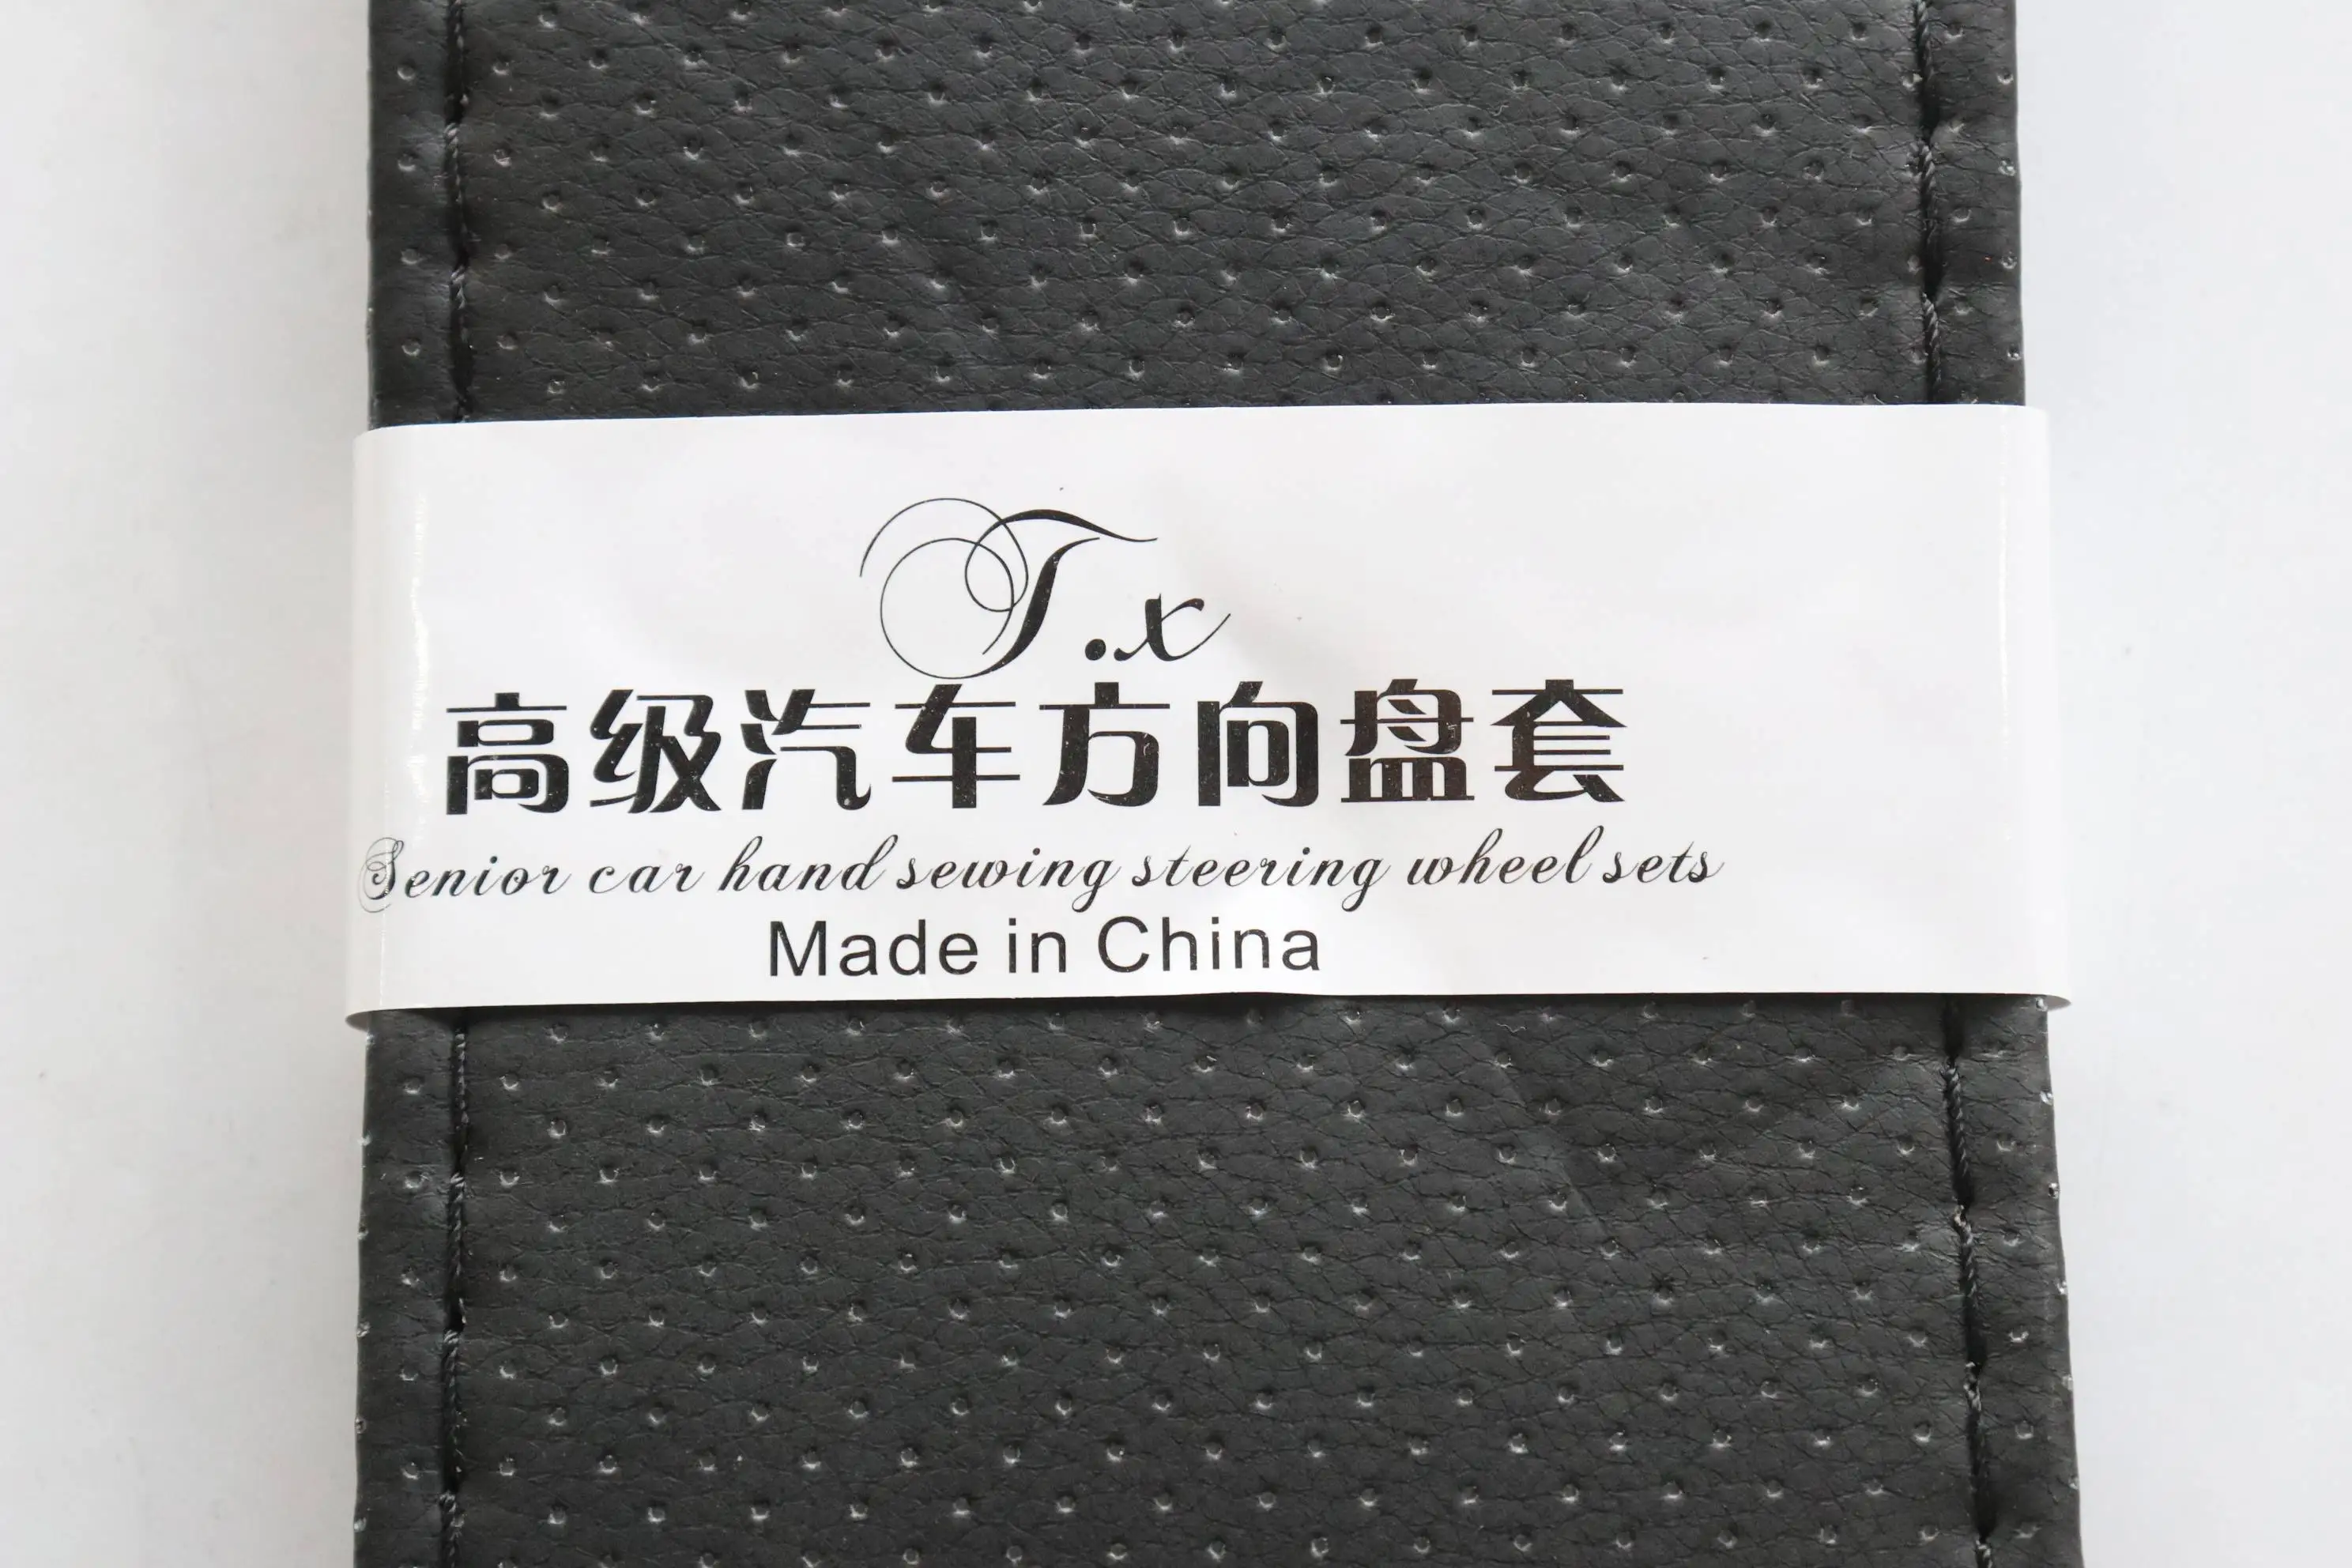 T.x
高级汽车方向盘套
Senior car hand sewing steering wheel sets
Made in China